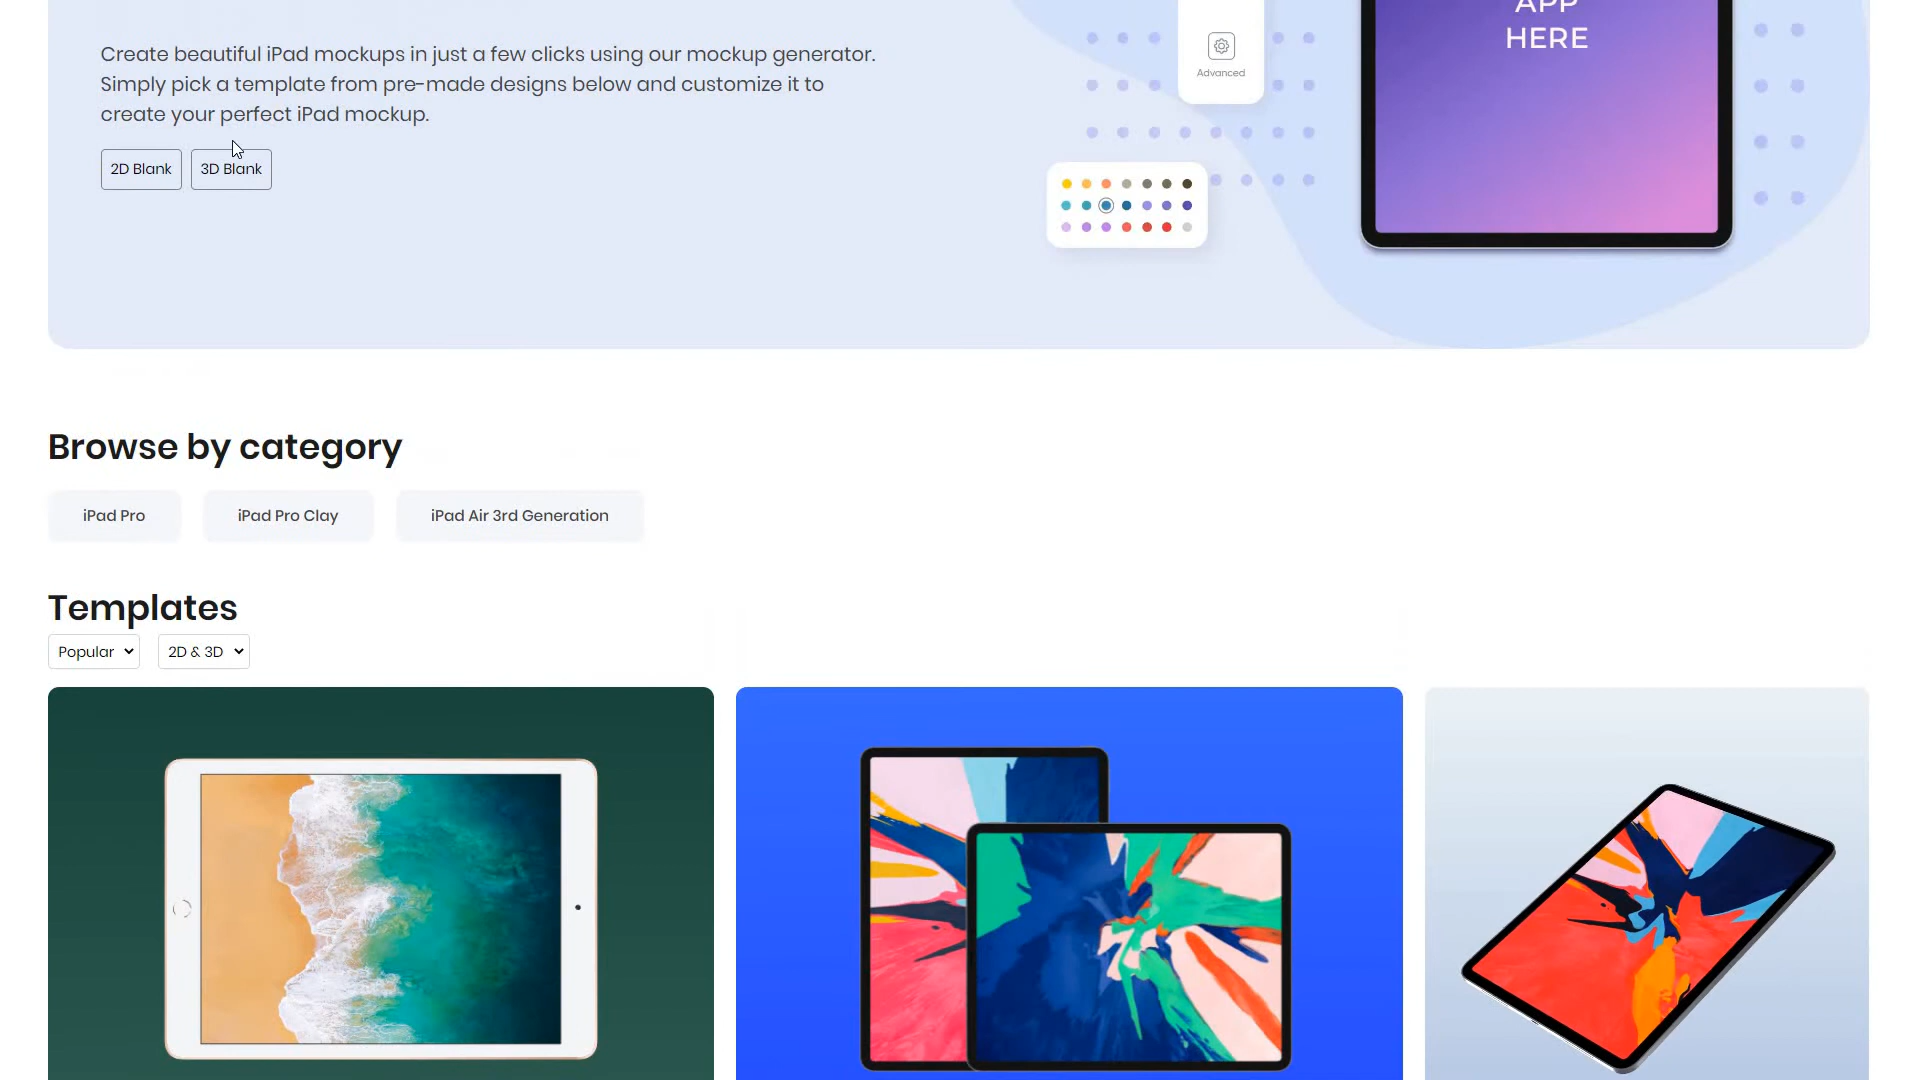 APP
HERE
Advanced
Create beautiful iPad mockups in just a few clicks using our mockup generator.
Simply pick a template from pre-made designs below and customize it to
create your perfect iPad mockup.
2D Blank
3D Blank
Browse by category
iPad Pro
iPad Pro Clay
iPad Air 3rd Generation
Templates
Popular
2D & 3D